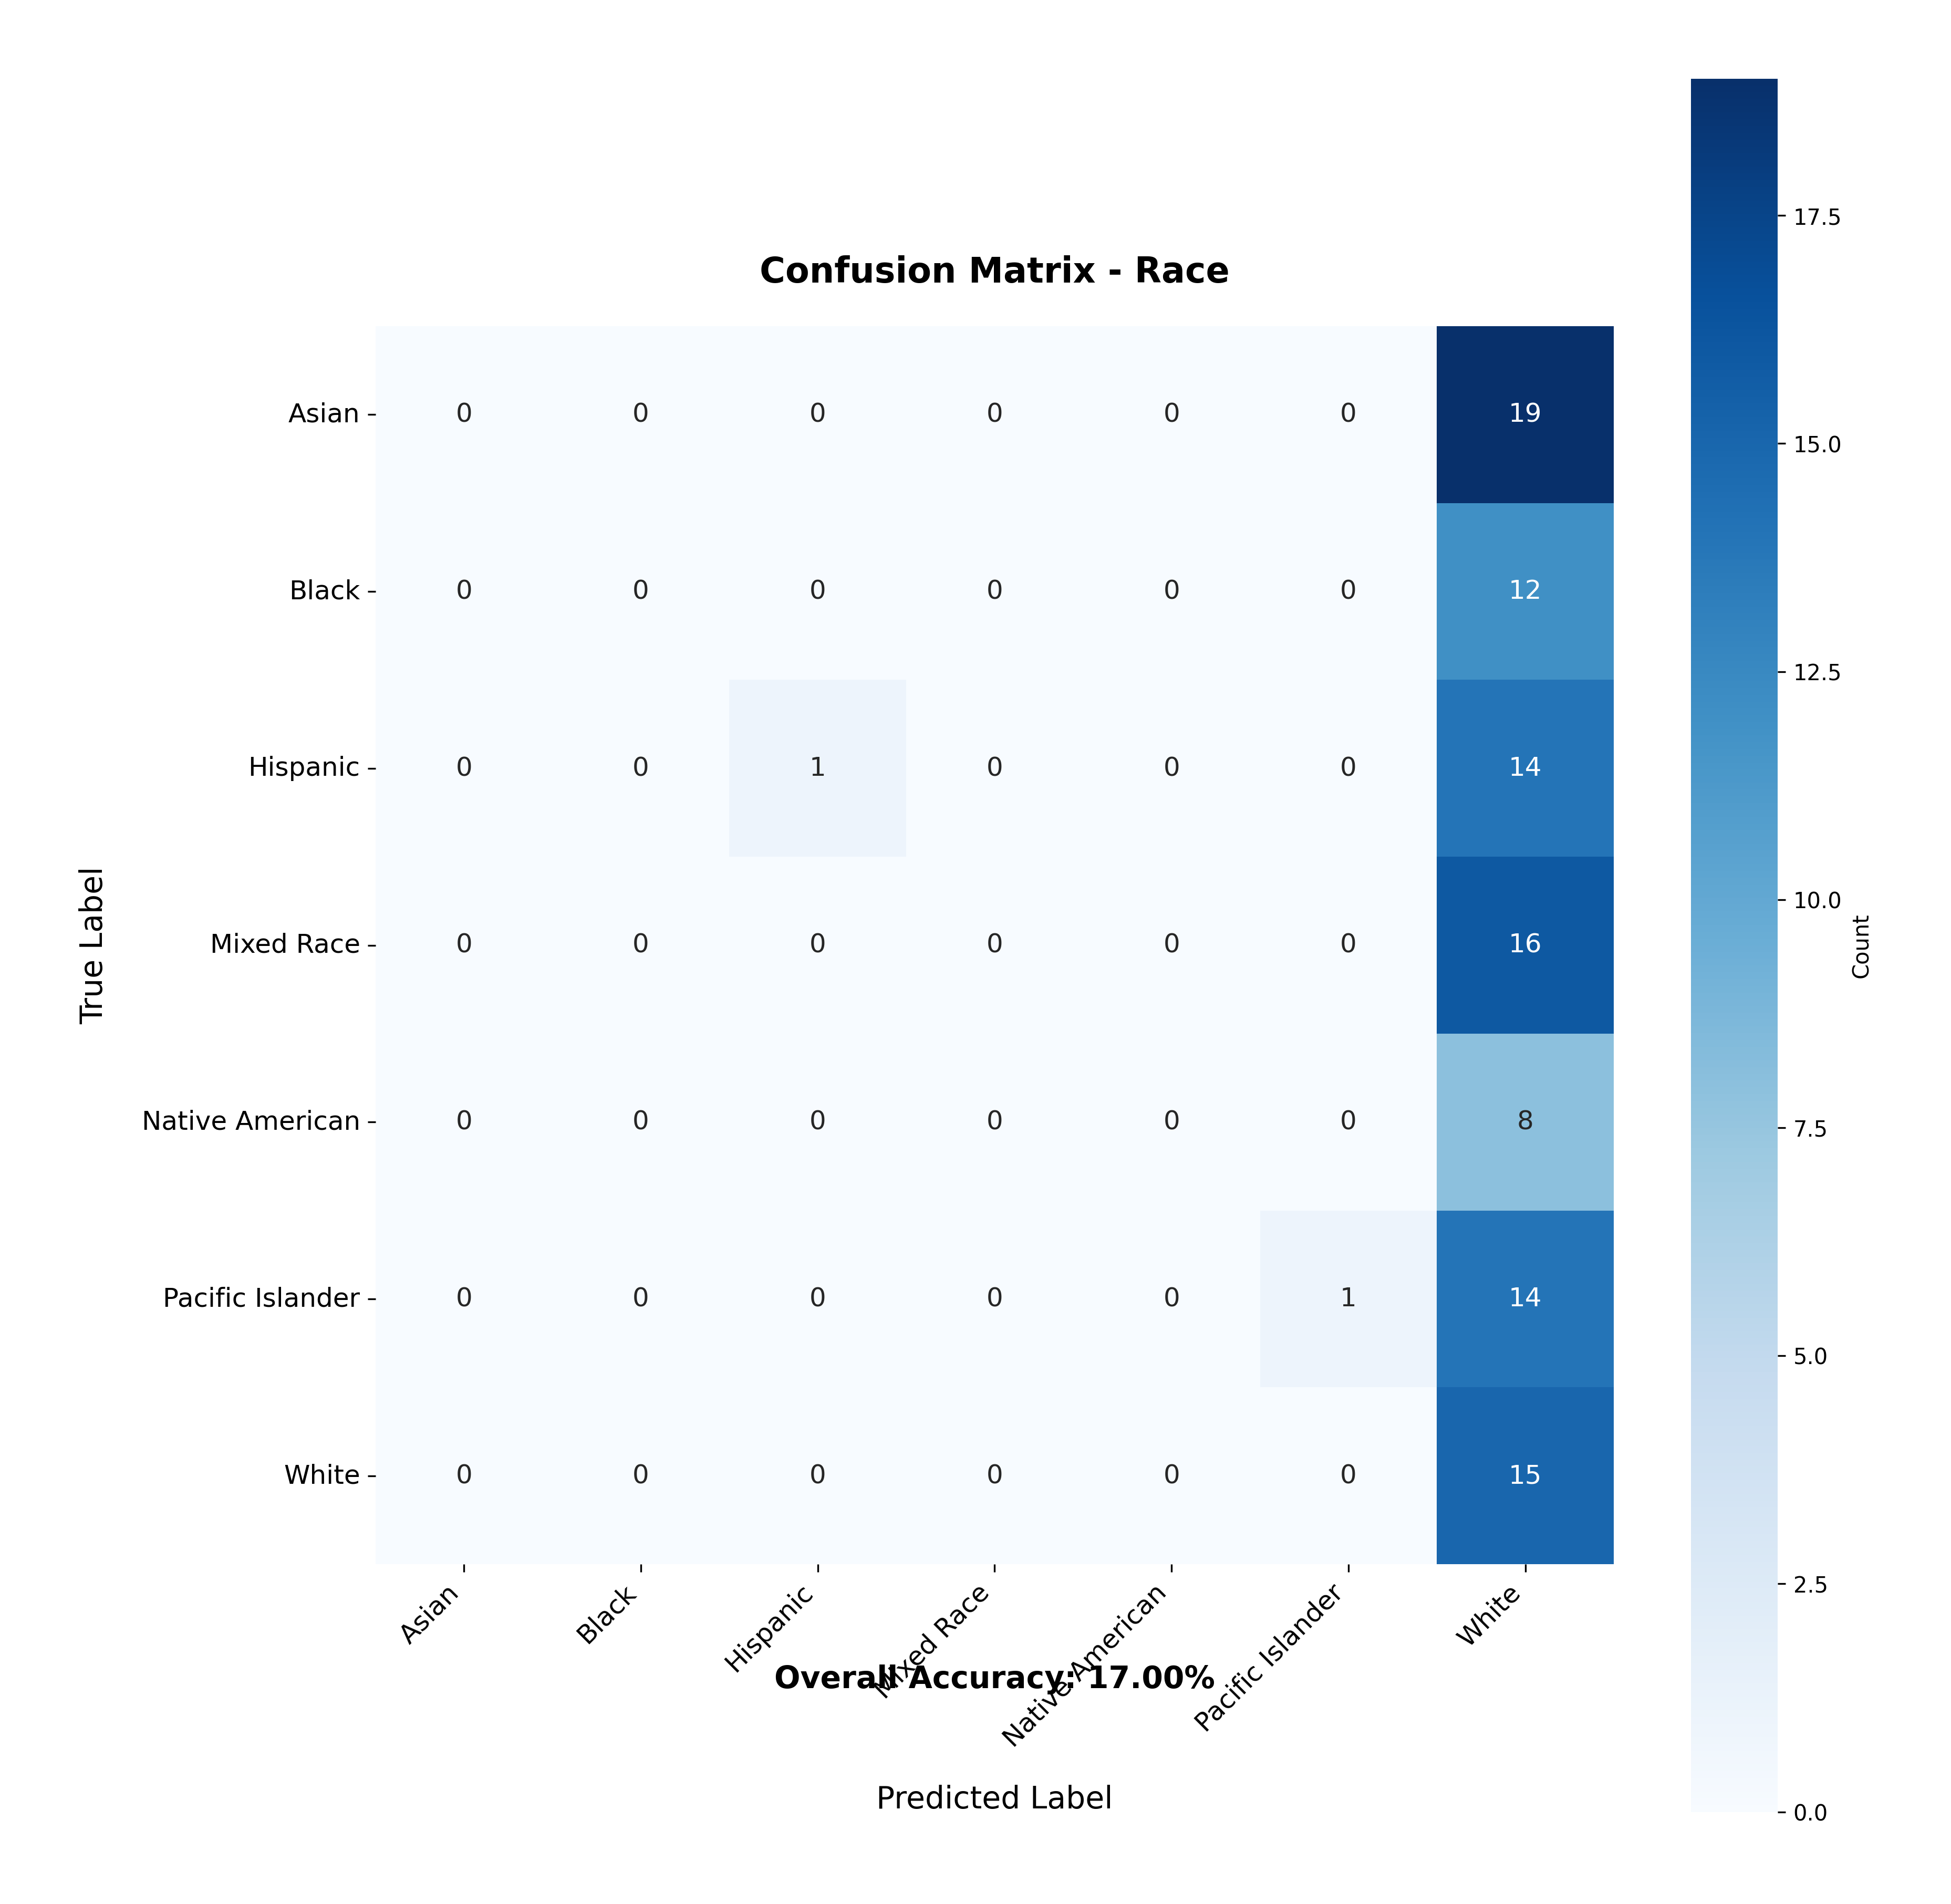 Confusion Matrix - Race
Asian 0 0 0 0 0 0 19
Black 0 0 0 0 0 0 12
Hispanic 0 0 1 0 0 0 14
Mixed Race 0 0 0 0 0 0 16
Native American 0 0 0 0 0 0 8
Pacific Islander 0 0 0 0 0 1 14
White 0 0 0 0 0 0 15
True Label
Asian
Black
Hispanic
Mixed Race
Native American
Pacific Islander
White
Overall Accuracy: 17.00%
Predicted Label
17.5
15.0
12.5
10.0
7.5
5.0
2.5
0.0
Count